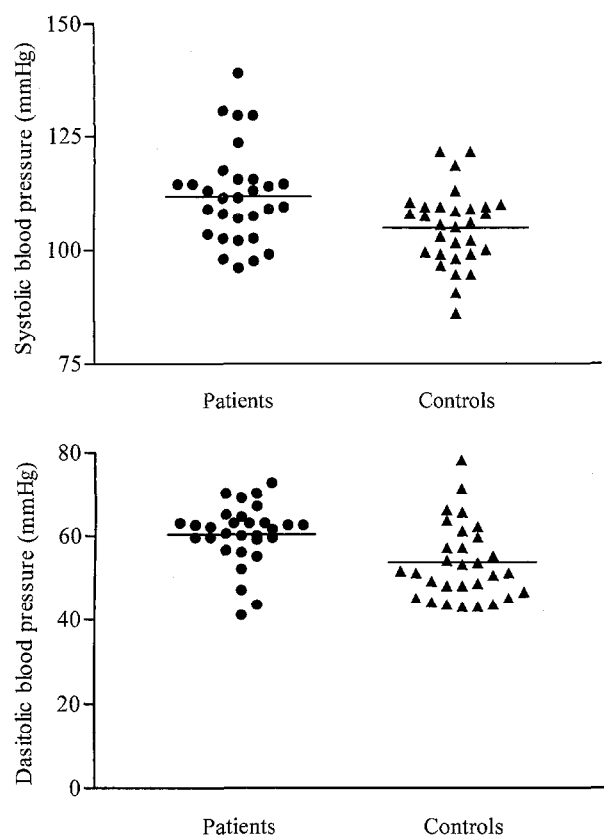 Systolic blood pressure (mmHg)
150
125
100
75
Patients Controls
Dasitolic blood pressure (mmHg)
80
60
40
20
0
Patients Controls